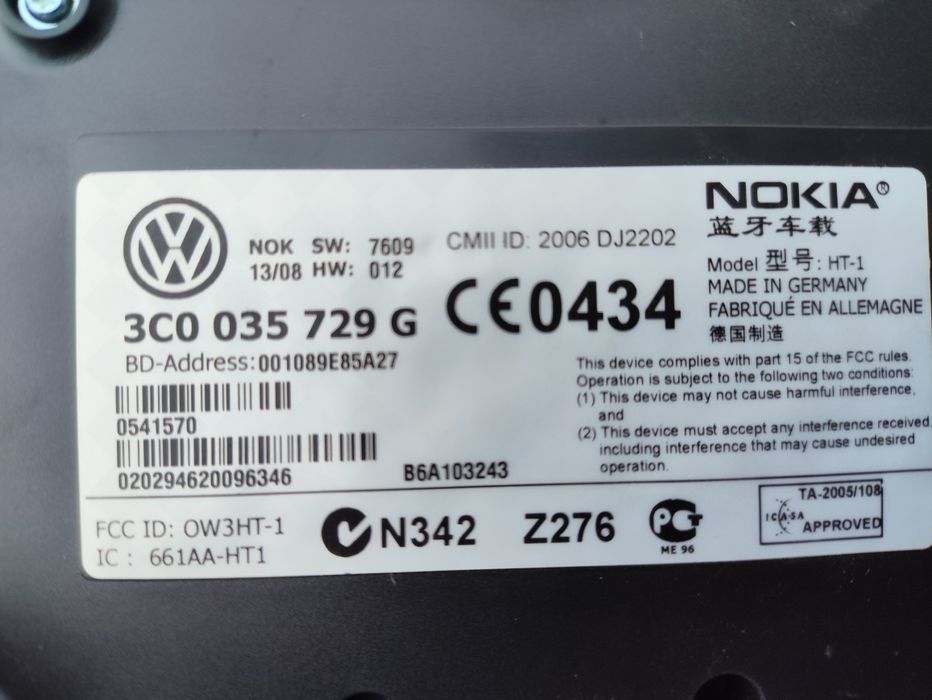 NOKIA®
蓝牙车载
Model 型号: HT-1
MADE IN GERMANY
FABRIQUÉ EN ALLEMAGNE
德国制造
NOK SW: 7609
13/08 HW: 012
CMII ID: 2006 DJ2202
3C0 035 729 G
CE0434
BD-Address: 001089E85A27
0541570
020294620096346
B6A103243
This device complies with part 15 of the FCC rules.
Operation is subject to the following two conditions:
(1) This device may not cause harmful interference,
and
(2) This device must accept any interference received,
including interference that may cause undesired
operation.
FCC ID: OW3HT-1
IC : 661AA-HT1
N342
Z276
ME 96
TA-2005/108
ICASA
APPROVED